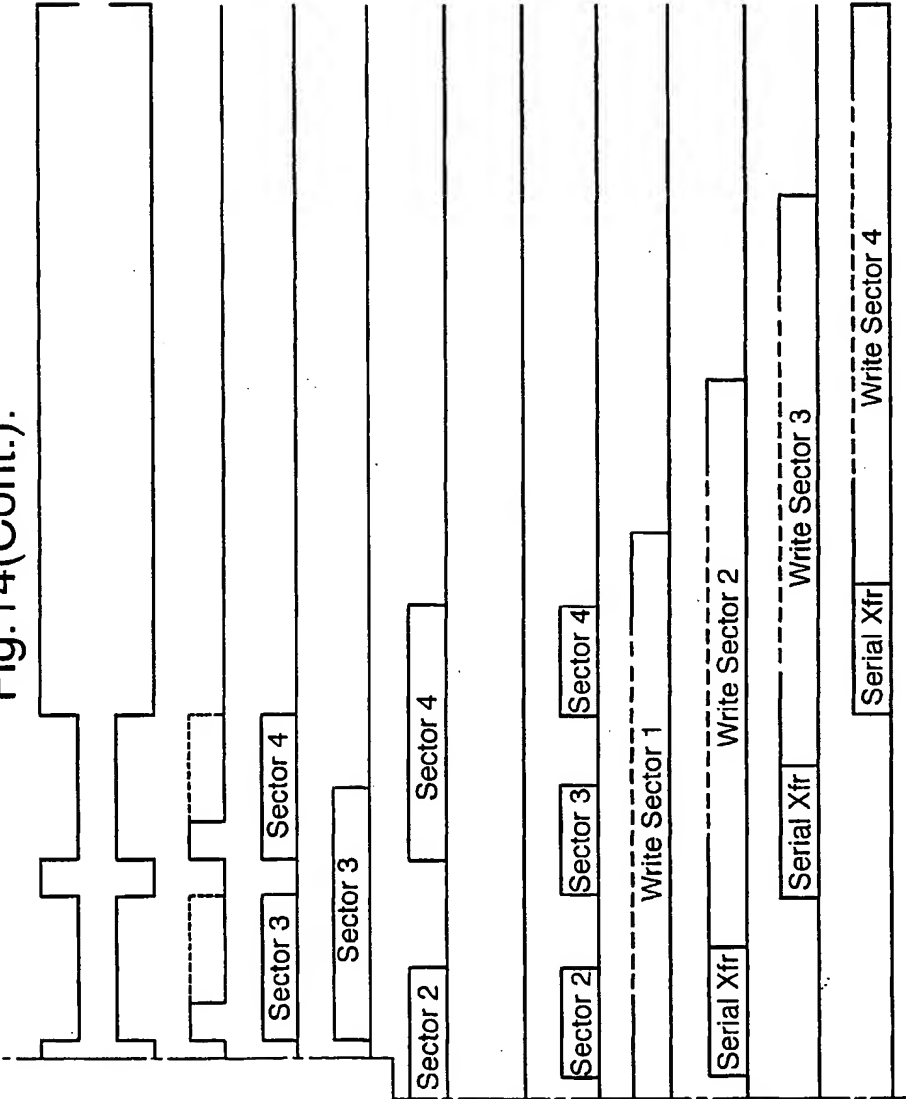 Fig.14(Cont.).
Sector 3 Sector 4
Sector 3
Sector 2 Sector 4
Sector 2 Sector 3 Sector 4
Write Sector 1
Serial Xfr Write Sector 2
Serial Xfr Write Sector 3
Serial Xfr Write Sector 4